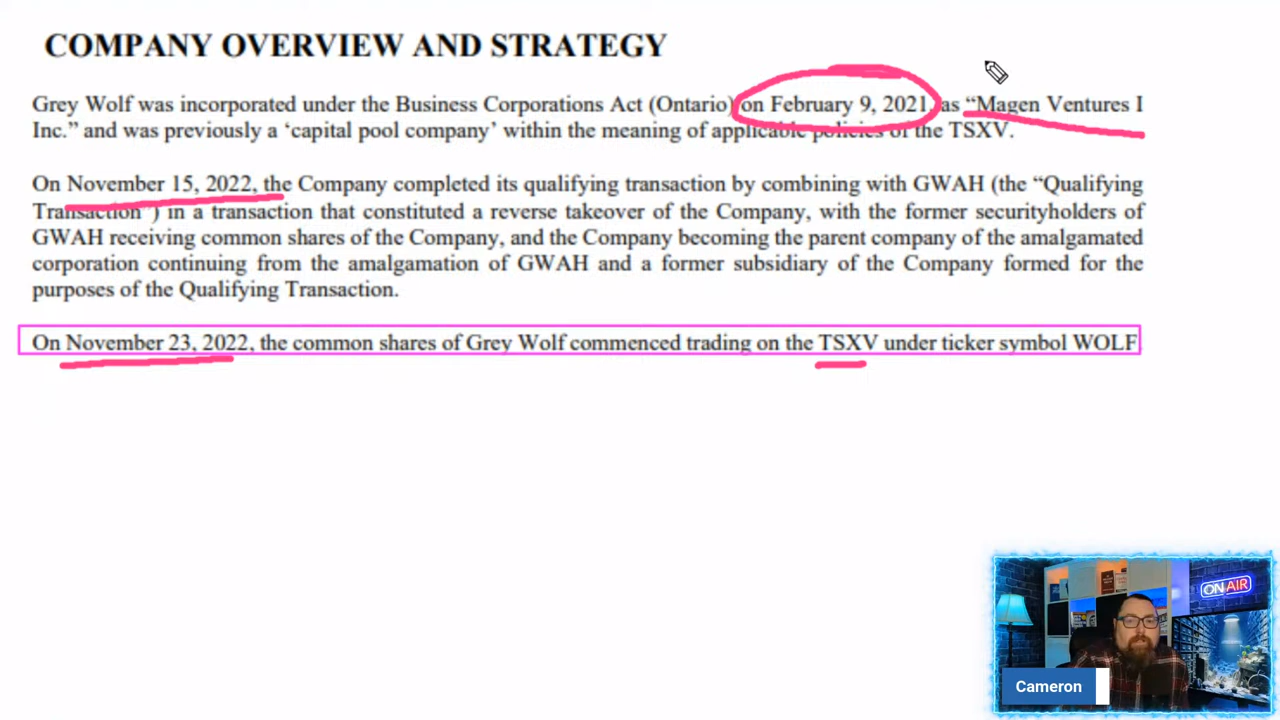 COMPANY OVERVIEW AND STRATEGY
Grey Wolf was incorporated under the Business Corporations Act (Ontario) on February 9, 2021, as “Magen Ventures I
Inc.” and was previously a ‘capital pool company’ within the meaning of applicable policies of the TSXV.
On November 15, 2022, the Company completed its qualifying transaction by combining with GWAH (the “Qualifying
Transaction”) in a transaction that constituted a reverse takeover of the Company, with the former securityholders of
GWAH receiving common shares of the Company, and the Company becoming the parent company of the amalgamated
corporation continuing from the amalgamation of GWAH and a former subsidiary of the Company formed for the
purposes of the Qualifying Transaction.
On November 23, 2022, the common shares of Grey Wolf commenced trading on the TSXV under ticker symbol WOLF
ON AIR
Cameron